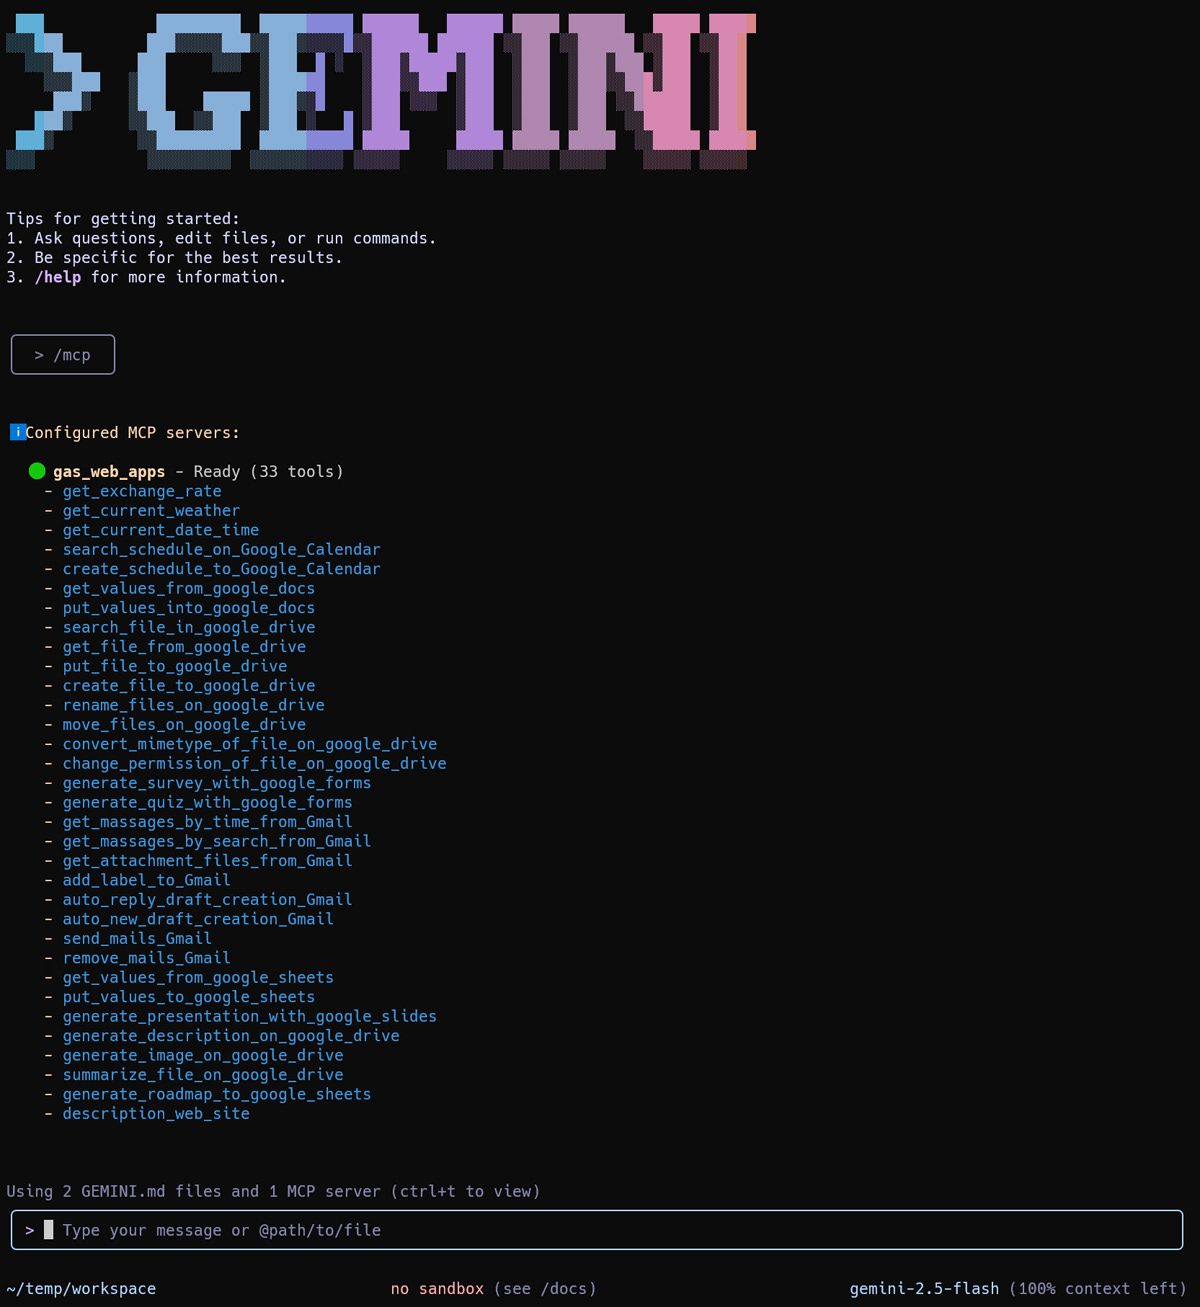 > GEMINI
Tips for getting started:
1. Ask questions, edit files, or run commands.
2. Be specific for the best results.
3. /help for more information.
> /mcp
ℹConfigured MCP servers:
🟢 gas_web_apps - Ready (33 tools)
- get_exchange_rate
- get_current_weather
- get_current_date_time
- search_schedule_on_Google_Calendar
- create_schedule_to_Google_Calendar
- get_values_from_google_docs
- put_values_into_google_docs
- search_file_in_google_drive
- get_file_from_google_drive
- put_file_to_google_drive
- create_file_to_google_drive
- rename_files_on_google_drive
- move_files_on_google_drive
- convert_mimetype_of_file_on_google_drive
- change_permission_of_file_on_google_drive
- generate_survey_with_google_forms
- generate_quiz_with_google_forms
- get_massages_by_time_from_Gmail
- get_massages_by_search_from_Gmail
- get_attachment_files_from_Gmail
- add_label_to_Gmail
- auto_reply_draft_creation_Gmail
- auto_new_draft_creation_Gmail
- send_mails_Gmail
- remove_mails_Gmail
- get_values_from_google_sheets
- put_values_to_google_sheets
- generate_presentation_with_google_slides
- generate_description_on_google_drive
- generate_image_on_google_drive
- summarize_file_on_google_drive
- generate_roadmap_to_google_sheets
- description_web_site
Using 2 GEMINI.md files and 1 MCP server (ctrl+t to view)
> Type your message or @path/to/file
~/temp/workspace no sandbox (see /docs) gemini-2.5-flash (100% context left)